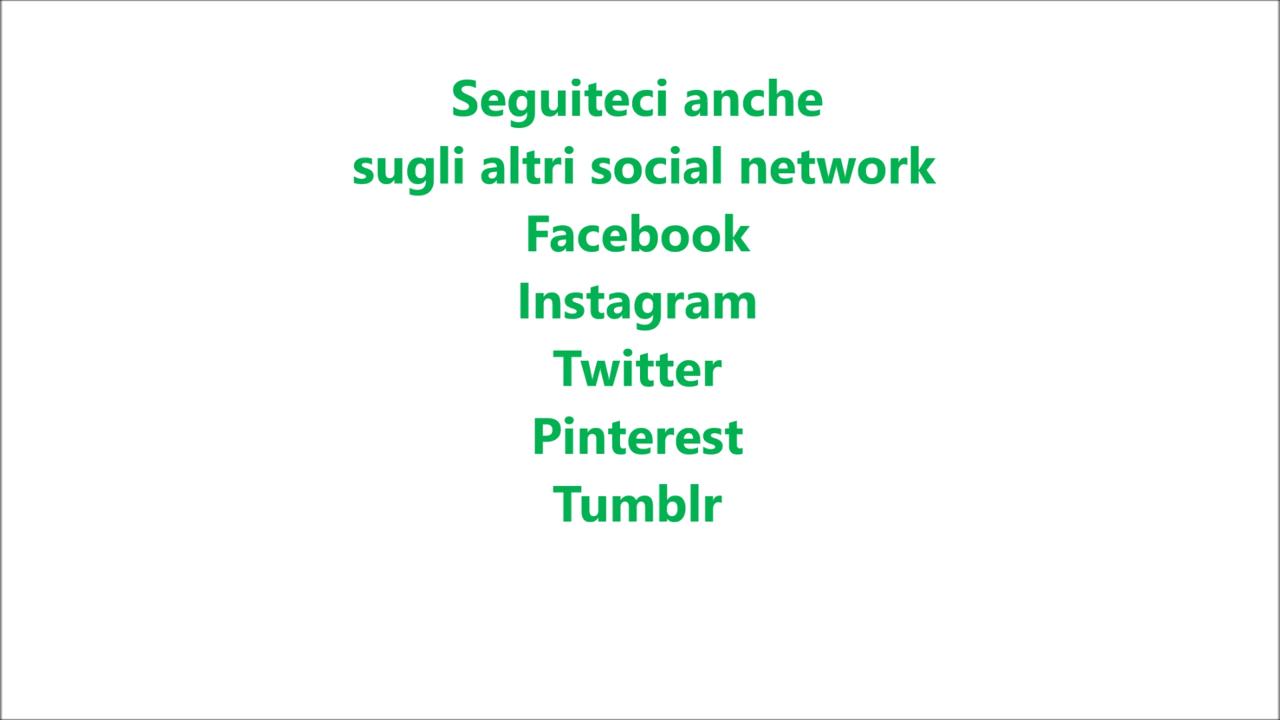 Seguiteci anche
sugli altri social network
Facebook
Instagram
Twitter
Pinterest
Tumblr